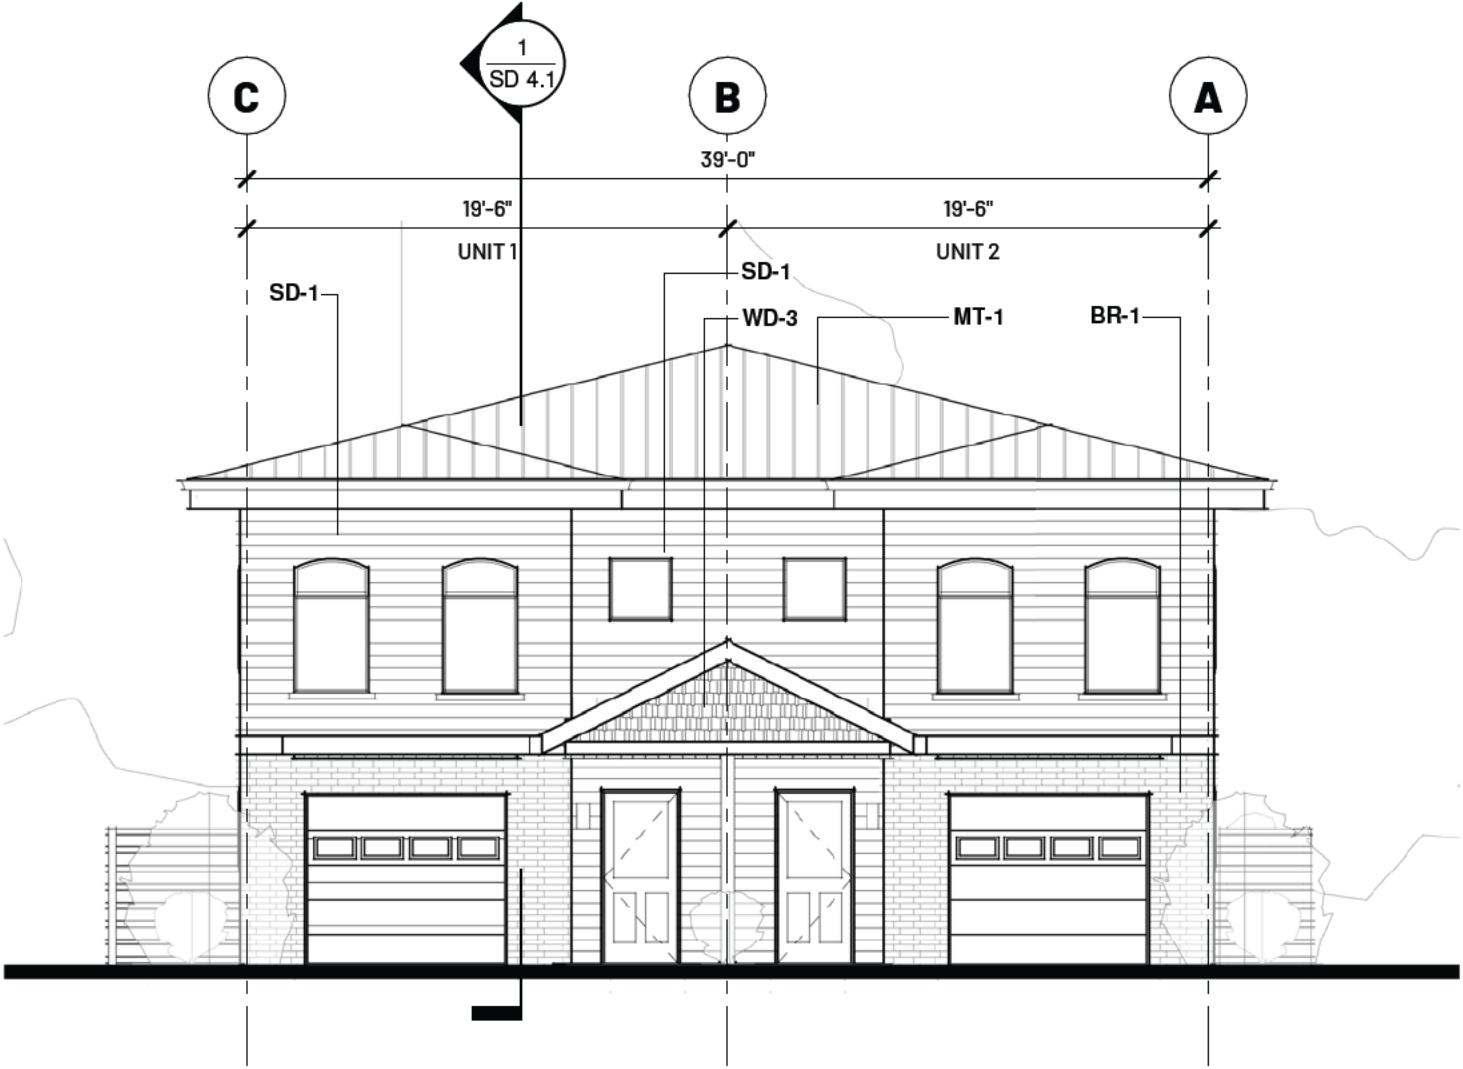 1
SD 4.1
C
B
A
39'-0"
19'-6"
19'-6"
UNIT 1
UNIT 2
SD-1
SD-1
WD-3
MT-1
BR-1